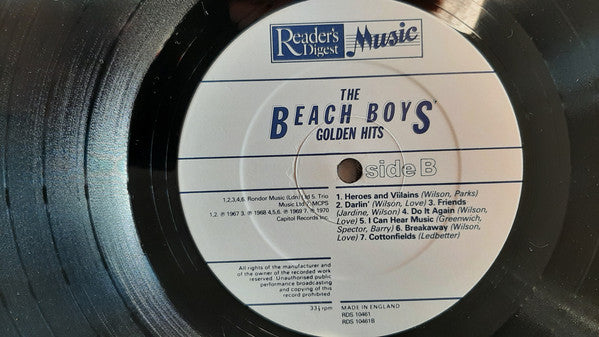 Reader's
Digest
Music
THE
BEACH BOYS'
GOLDEN HITS
side B
1,2,3,4,6. Rondor Music (Ldn) Ltd 5. Trio
Music Ltd./MCPS
1.2. ℗ 1967 3. ℗ 1968 4,5,6. ℗ 1969 7. ℗ 1970
Capitol Records Inc.
1. Heroes and Villains (Wilson, Parks)
2. Darlin' (Wilson, Love) 3. Friends
(Jardine, Wilson) 4. Do It Again (Wilson,
Love) 5. I Can Hear Music (Greenwich,
Spector, Barry) 6. Breakaway (Wilson,
Love) 7. Cottonfields (Ledbetter)
All rights of the manufacturer and
of the owner of the recorded work
reserved. Unauthorised public
performance broadcasting
and copying of this
record prohibited.
33⅓ rpm
MADE IN ENGLAND
RDS 10461
RDS 10461B